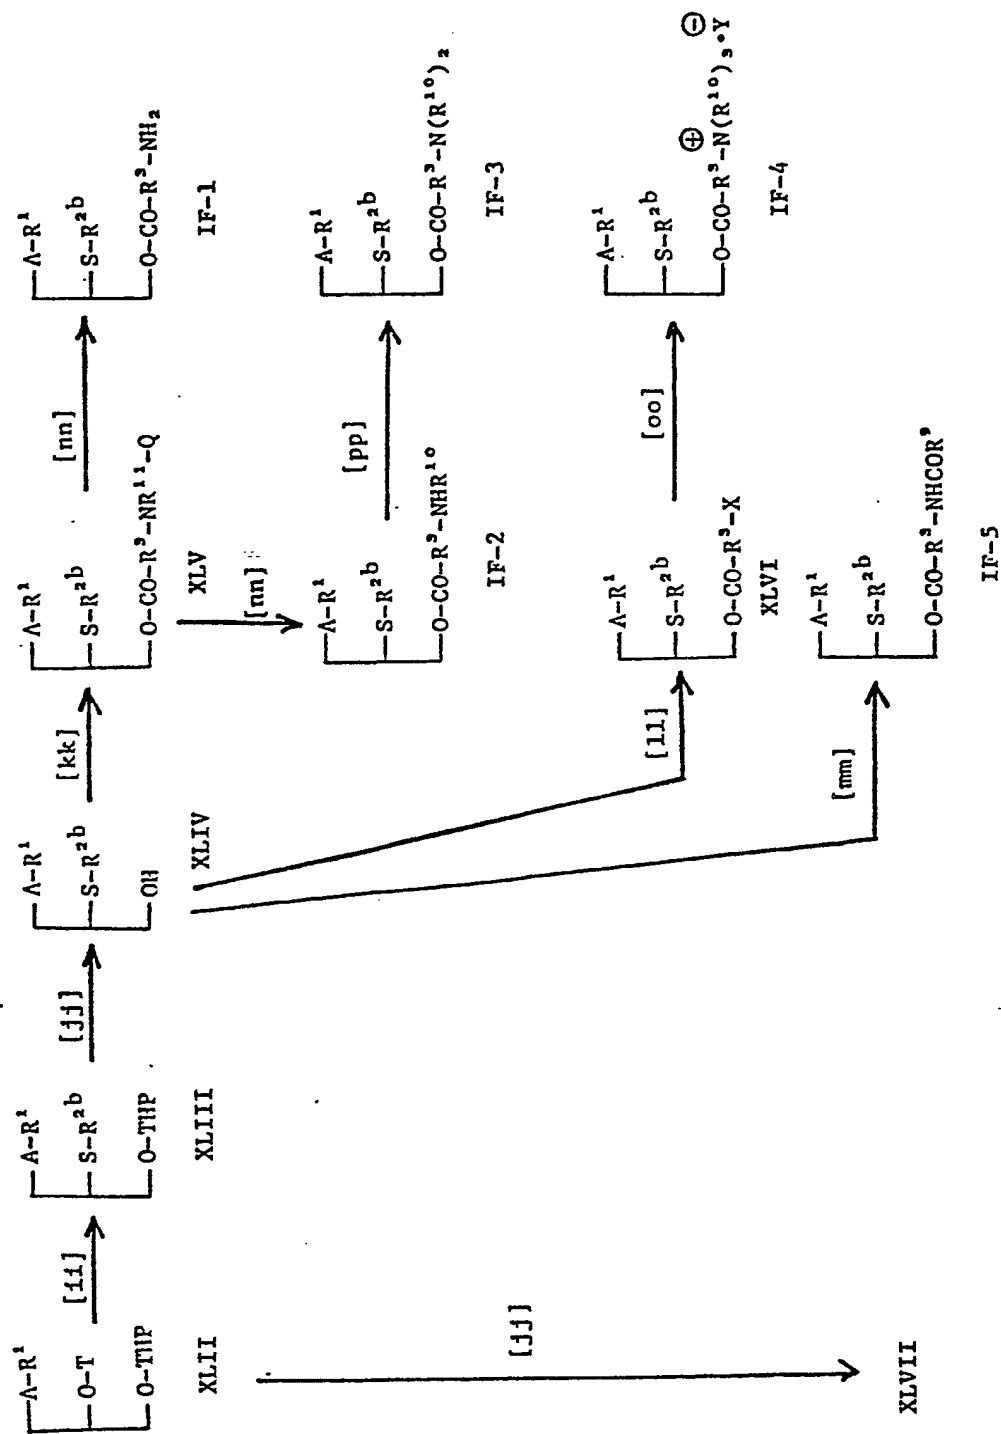 A-R¹
O-T
O-THP
XLII
[ii]
A-R¹
S-R²ᵇ
O-THP
XLIII
[jj]
A-R¹
S-R²ᵇ
OH
XLIV
[kk]
A-R¹
S-R²ᵇ
O-CO-R³-NR¹¹-Q
XLV
[nn]
A-R¹
S-R²ᵇ
O-CO-R³-NH₂
IF-1
[nn]
A-R¹
S-R²ᵇ
O-CO-R³-NHR¹⁰
IF-2
[pp]
A-R¹
S-R²ᵇ
O-CO-R³-N(R¹⁰)₂
IF-3
[ll]
A-R¹
S-R²ᵇ
O-CO-R³-X
XLVI
[oo]
A-R¹
S-R²ᵇ
⊕ ⊖
O-CO-R³-N(R¹⁰)₃•Y
IF-4
[mm]
A-R¹
S-R²ᵇ
O-CO-R³-NHCOR⁹
IF-5
[jj]
XLVII